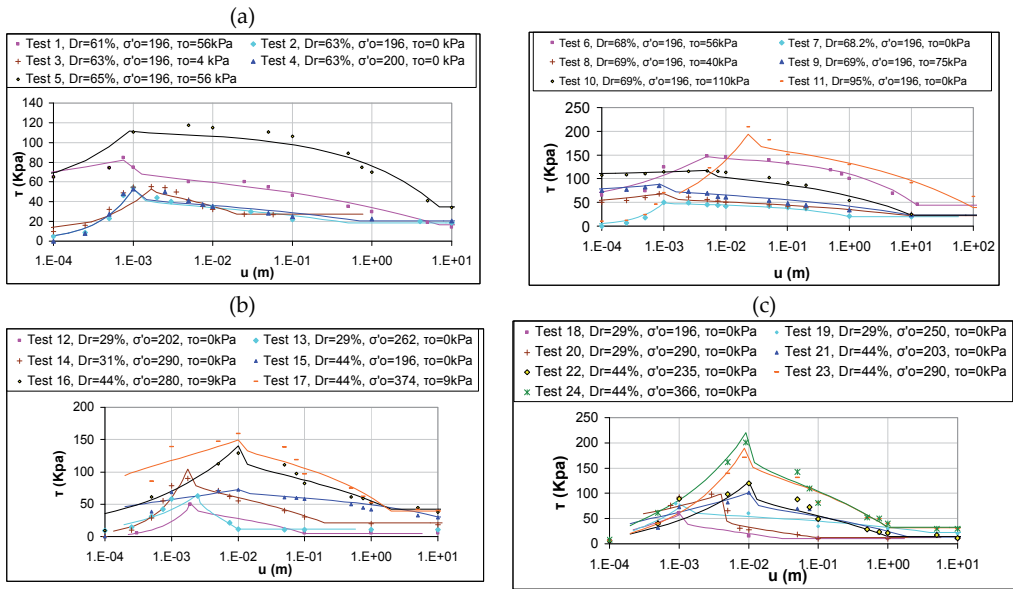 (a)
Test 1, Dr=61%, σ'o=196, τo=56kPa
Test 2, Dr=63%, σ'o=196, τo=0 kPa
Test 3, Dr=63%, σ'o=196, τo=4 kPa
Test 4, Dr=63%, σ'o=200, τo=0 kPa
Test 5, Dr=65%, σ'o=196, τo=56 kPa
140
120
100
80
60
40
20
0
τ (Kpa)
1.E-04 1.E-03 1.E-02 1.E-01 1.E+00 1.E+01
u (m)
Test 6, Dr=68%, σ'o=196, τo=56kPa
Test 7, Dr=68.2%, σ'o=196, τo=0kPa
Test 8, Dr=69%, σ'o=196, τo=40kPa
Test 9, Dr=69%, σ'o=196, τo=75kPa
Test 10, Dr=69%, σ'o=196, τo=110kPa
Test 11, Dr=95%, σ'o=196, τo=0kPa
250
200
150
100
50
0
τ (Kpa)
1.E-04 1.E-03 1.E-02 1.E-01 1.E+00 1.E+01 1.E+02
u (m)
(b)
(c)
Test 12, Dr=29%, σ'o=202, τo=0kPa
Test 13, Dr=29%, σ'o=262, τo=0kPa
Test 14, Dr=31%, σ'o=290, τo=0kPa
Test 15, Dr=44%, σ'o=196, τo=0kPa
Test 16, Dr=44%, σ'o=280, τo=9kPa
Test 17, Dr=44%, σ'o=374, τo=9kPa
200
150
100
50
0
τ (Kpa)
1.E-04 1.E-03 1.E-02 1.E-01 1.E+00 1.E+01
u (m)
Test 18, Dr=29%, σ'o=196, τo=0kPa
Test 19, Dr=29%, σ'o=250, τo=0kPa
Test 20, Dr=29%, σ'o=290, τo=0kPa
Test 21, Dr=44%, σ'o=203, τo=0kPa
Test 22, Dr=44%, σ'o=235, τo=0kPa
Test 23, Dr=44%, σ'o=290, τo=0kPa
Test 24, Dr=44%, σ'o=366, τo=0kPa
250
200
150
100
50
0
τ (Kpa)
1.E-04 1.E-03 1.E-02 1.E-01 1.E+00 1.E+01
u (m)